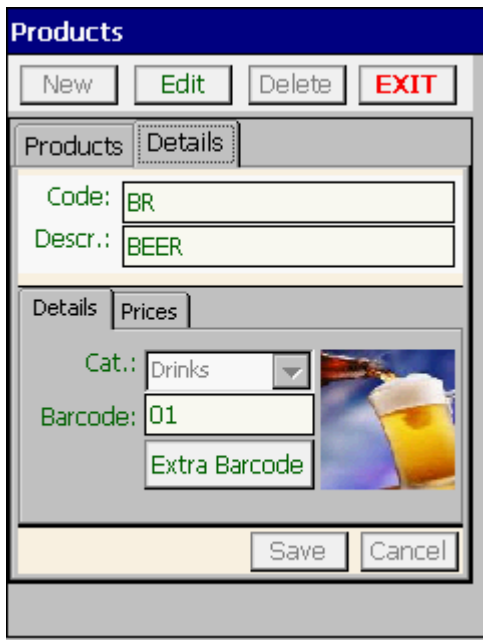 Products
New Edit Delete EXIT
Products Details
Code: BR
Descr.: BEER
Details Prices
Cat.: Drinks
Barcode: 01
Extra Barcode
Save Cancel